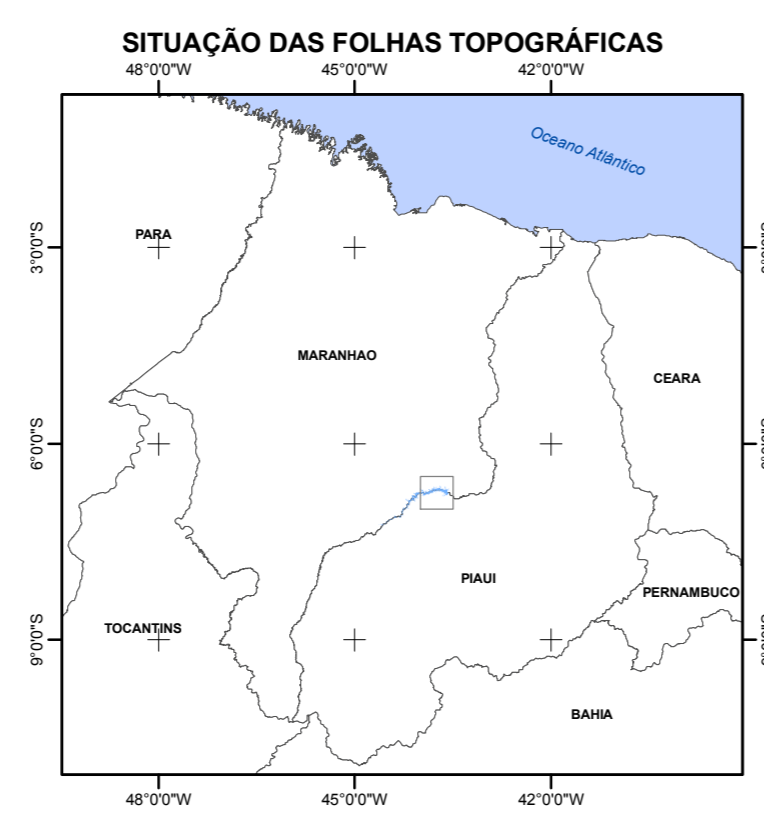 SITUAÇÃO DAS FOLHAS TOPOGRÁFICAS
48°0'0"W 45°0'0"W 42°0'0"W
Oceano Atlântico
PARA
3°0'0"S
MARANHAO
CEARA
6°0'0"S
PIAUI
PERNAMBUCO
TOCANTINS
9°0'0"S
BAHIA
48°0'0"W 45°0'0"W 42°0'0"W